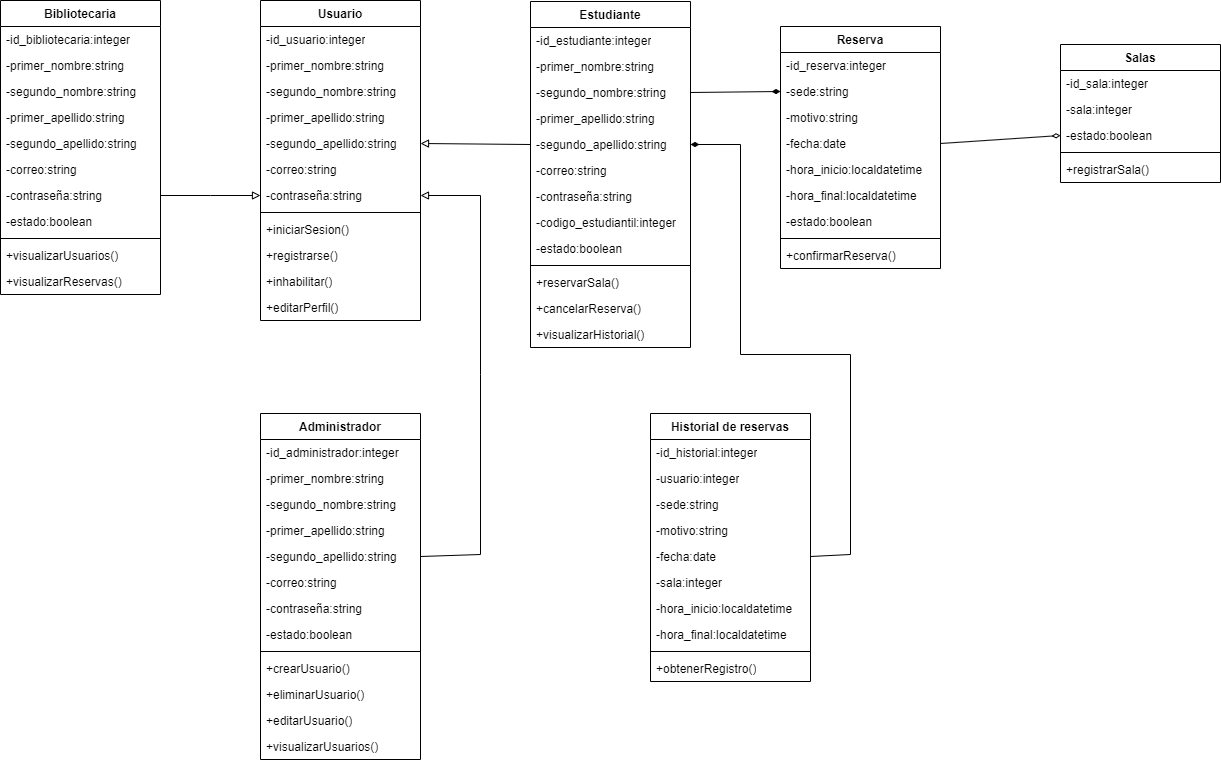 Bibliotecaria
-id_bibliotecaria:integer
-primer_nombre:string
-segundo_nombre:string
-primer_apellido:string
-segundo_apellido:string
-correo:string
-contraseña:string
-estado:boolean
+visualizarUsuarios()
+visualizarReservas()
Usuario
-id_usuario:integer
-primer_nombre:string
-segundo_nombre:string
-primer_apellido:string
-segundo_apellido:string
-correo:string
-contraseña:string
+iniciarSesion()
+registrarse()
+inhabilitar()
+editarPerfil()
Estudiante
-id_estudiante:integer
-primer_nombre:string
-segundo_nombre:string
-primer_apellido:string
-segundo_apellido:string
-correo:string
-contraseña:string
-codigo_estudiantil:integer
-estado:boolean
+reservarSala()
+cancelarReserva()
+visualizarHistorial()
Reserva
-id_reserva:integer
-sede:string
-motivo:string
-fecha:date
-hora_inicio:localdatetime
-hora_final:localdatetime
-estado:boolean
+confirmarReserva()
Salas
-id_sala:integer
-sala:integer
-estado:boolean
+registrarSala()
Administrador
-id_administrador:integer
-primer_nombre:string
-segundo_nombre:string
-primer_apellido:string
-segundo_apellido:string
-correo:string
-contraseña:string
-estado:boolean
+crearUsuario()
+eliminarUsuario()
+editarUsuario()
+visualizarUsuarios()
Historial de reservas
-id_historial:integer
-usuario:integer
-sede:string
-motivo:string
-fecha:date
-sala:integer
-hora_inicio:localdatetime
-hora_final:localdatetime
+obtenerRegistro()